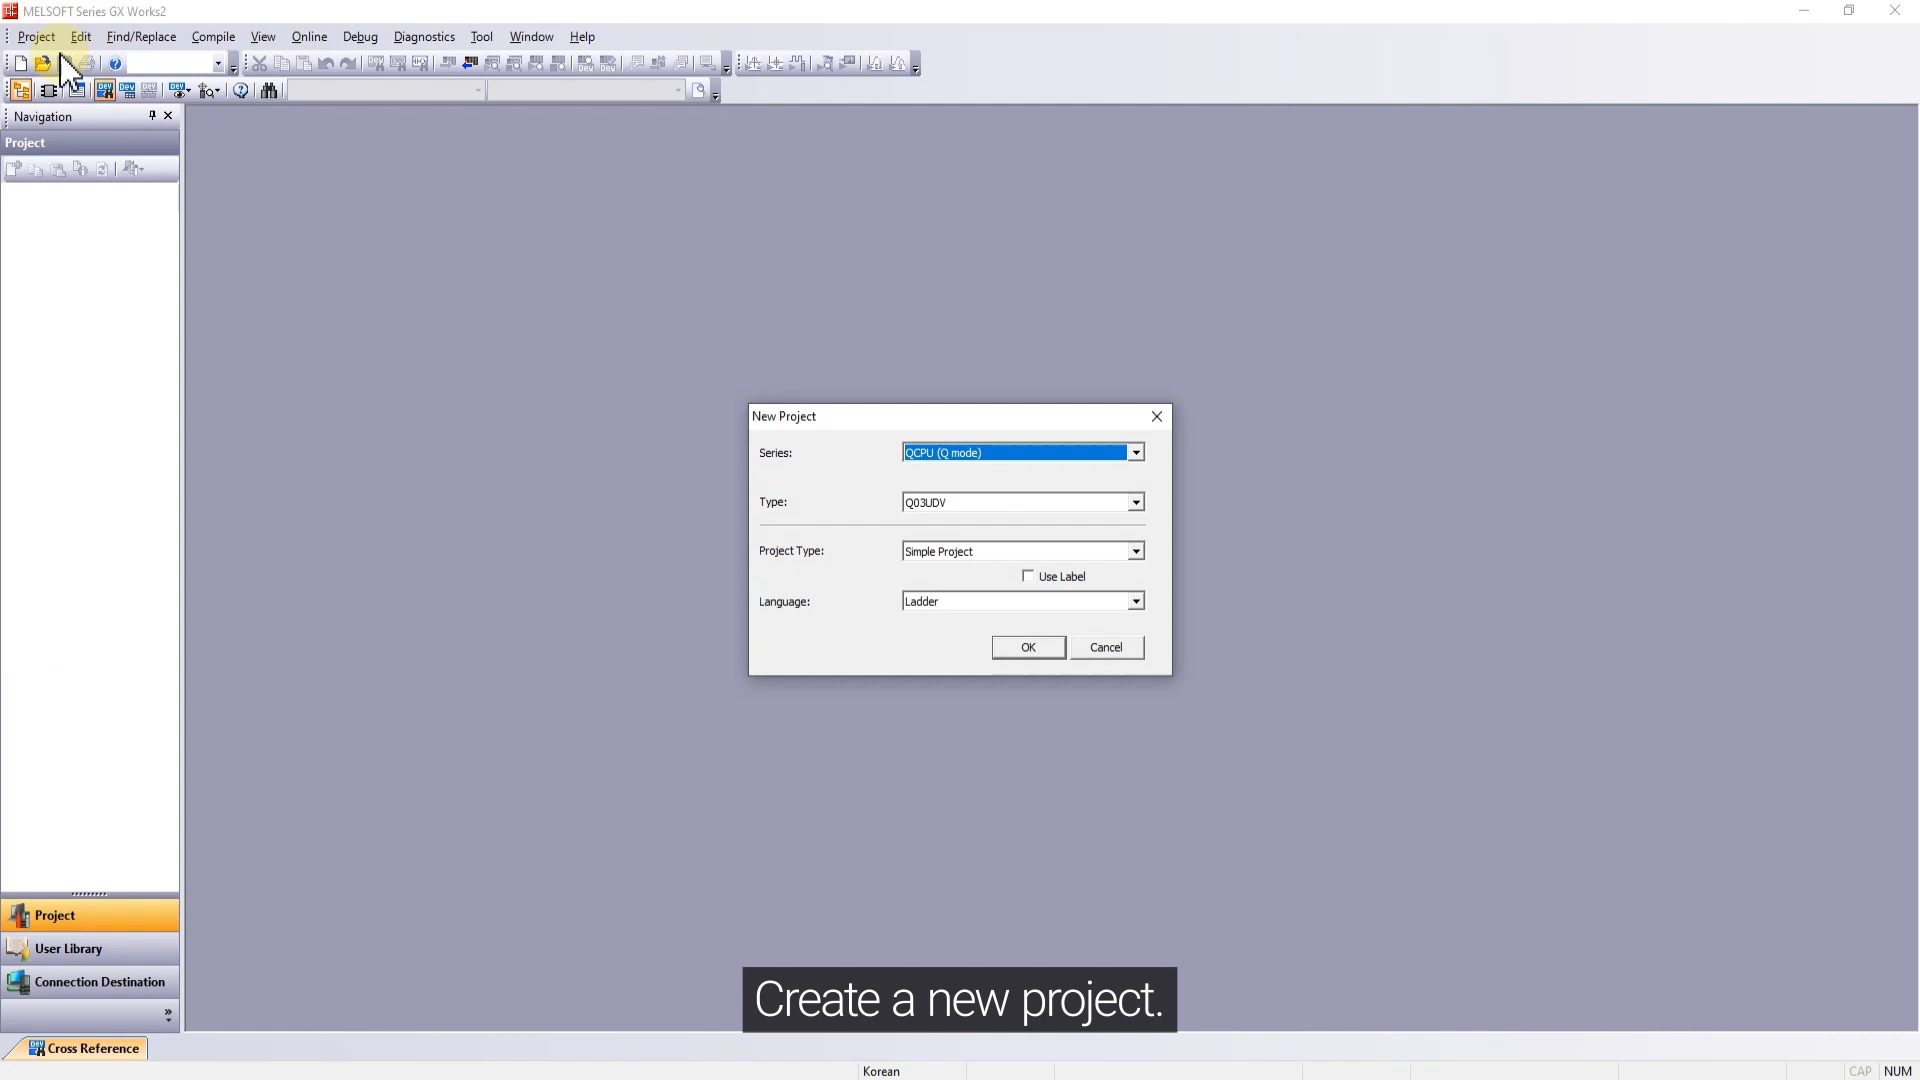 MELSOFT Series GX Works2
Project Edit Find/Replace Compile View Online Debug Diagnostics Tool Window Help
Navigation
Project
New Project
Series: QCPU (Q mode)
Type: Q03UDV
Project Type: Simple Project
Use Label
Language: Ladder
OK Cancel
Project
User Library
Connection Destination
Create a new project.
Cross Reference
Korean CAP NUM